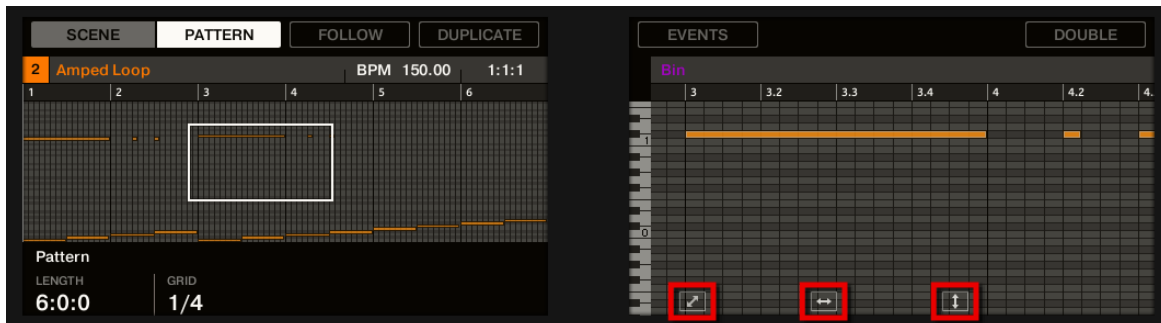 SCENE PATTERN FOLLOW DUPLICATE
2 Amped Loop BPM 150.00 1:1:1
1 2 3 4 5 6
Pattern
LENGTH GRID
6:0:0 1/4
EVENTS DOUBLE
Bin
3 3.2 3.3 3.4 4 4.2 4.
1
0